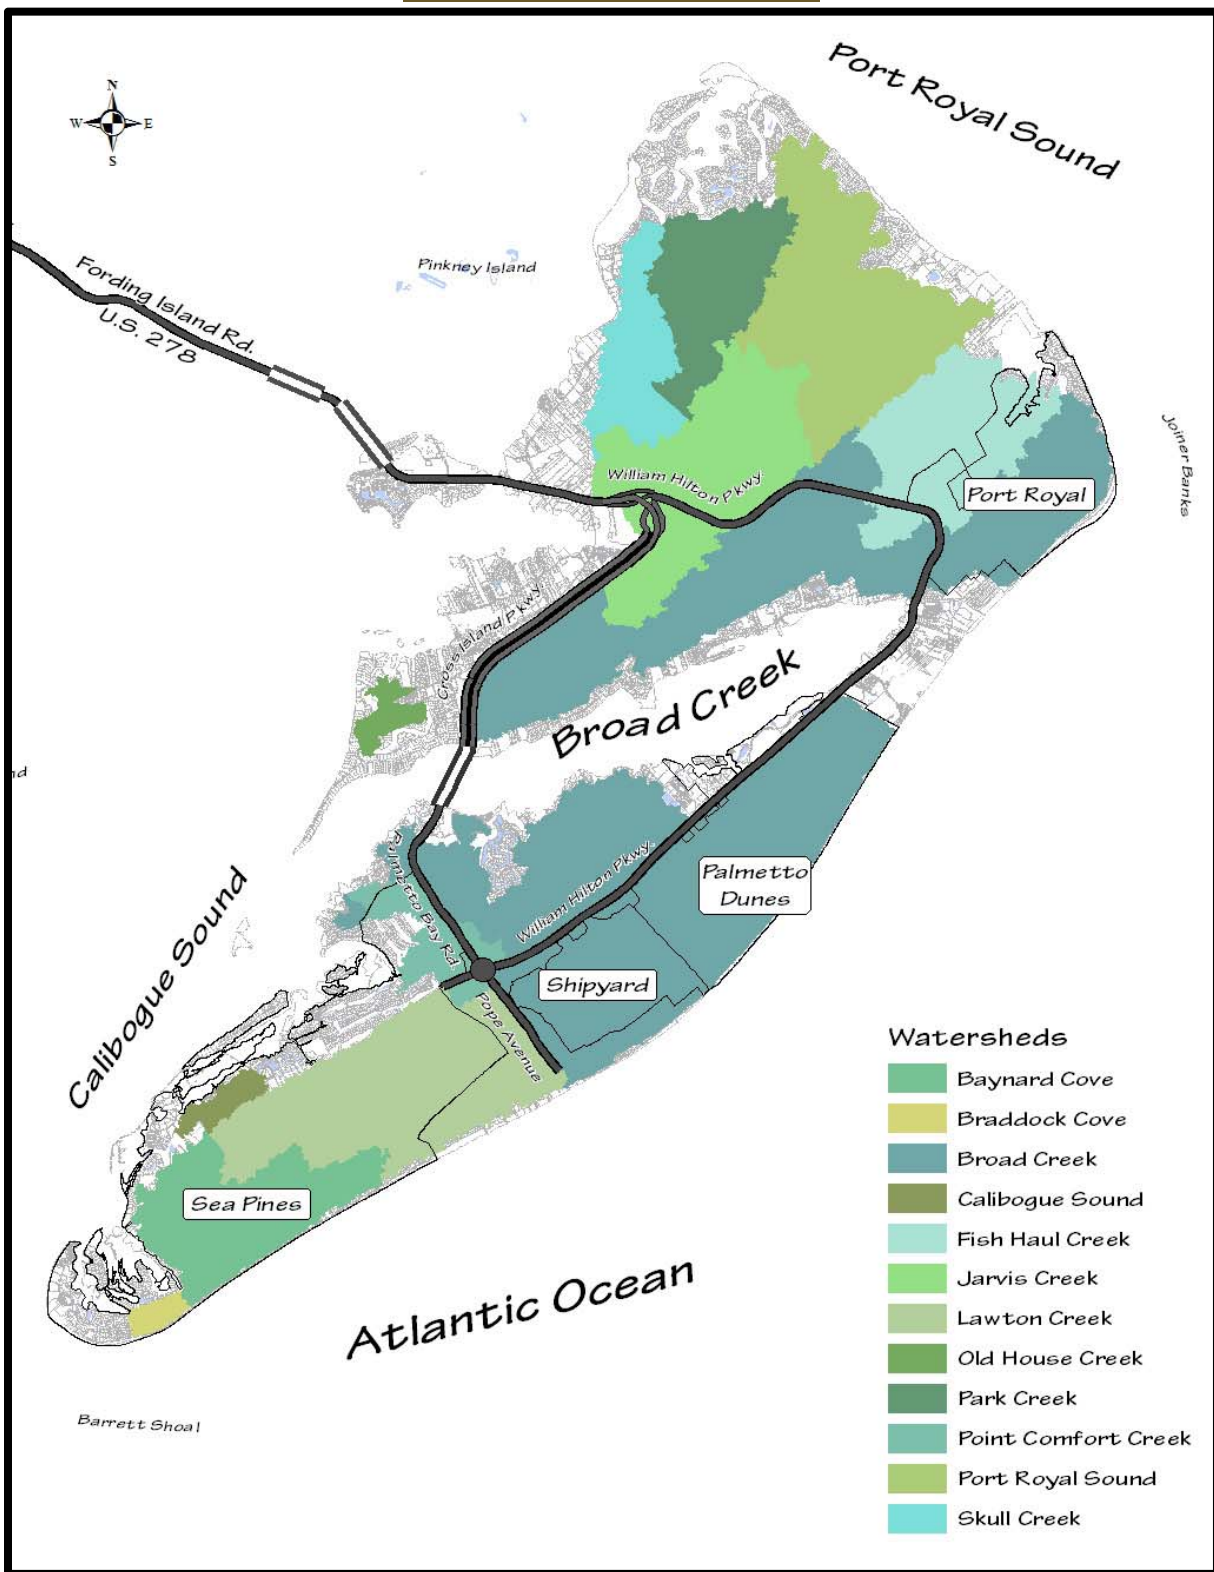 Port Royal Sound
N
W
E
S
Pinkney Island
Fording Island Rd.
U.S. 278
Joiner Banks
William Hilton Pkwy
Port Royal
Cross Island Pkwy
Broad Creek
nd
Palmetto Bay Rd.
William Hilton Pkwy
Palmetto
Dunes
Calibogue Sound
Shipyard
Pope Avenue
Sea Pines
Atlantic Ocean
Barrett Shoal
Watersheds
Baynard Cove
Braddock Cove
Broad Creek
Calibogue Sound
Fish Haul Creek
Jarvis Creek
Lawton Creek
Old House Creek
Park Creek
Point Comfort Creek
Port Royal Sound
Skull Creek